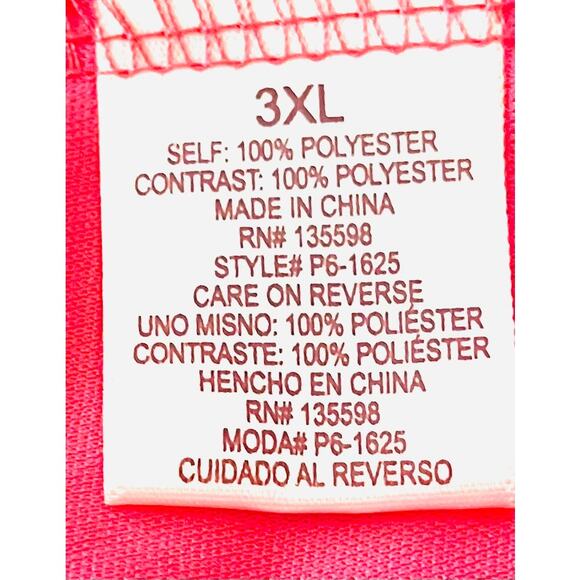 3XL
SELF: 100% POLYESTER
CONTRAST: 100% POLYESTER
MADE IN CHINA
RN# 135598
STYLE# P6-1625
CARE ON REVERSE
UNO MISNO: 100% POLIÉSTER
CONTRASTE: 100% POLIÉSTER
HENCHO EN CHINA
RN# 135598
MODA# P6-1625
CUIDADO AL REVERSO